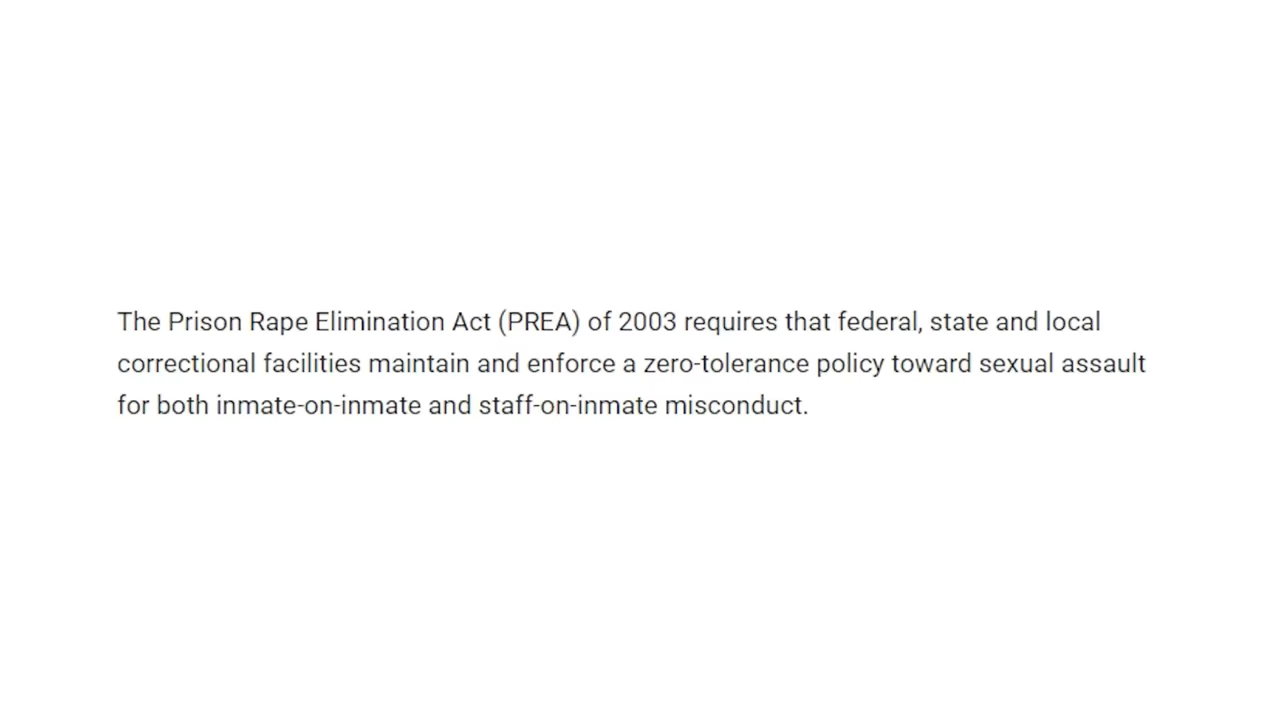 The Prison Rape Elimination Act (PREA) of 2003 requires that federal, state and local
correctional facilities maintain and enforce a zero-tolerance policy toward sexual assault
for both inmate-on-inmate and staff-on-inmate misconduct.